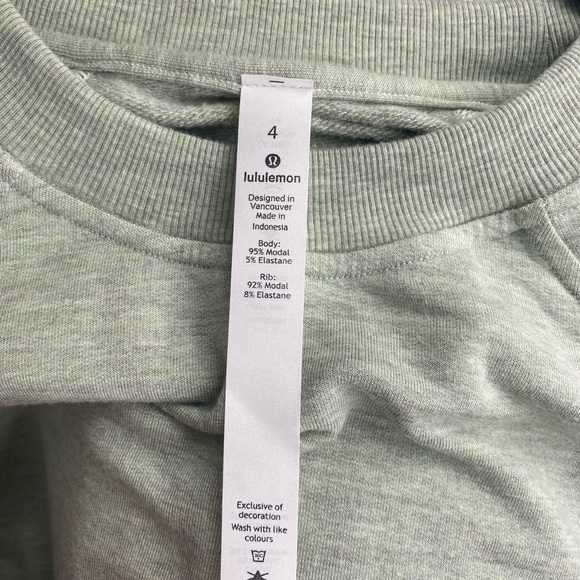 4
lululemon
Designed in
Vancouver
Made in
Indonesia
Body:
95% Modal
5% Elastane
Rib:
92% Modal
8% Elastane
Exclusive of
decoration
Wash with like
colours